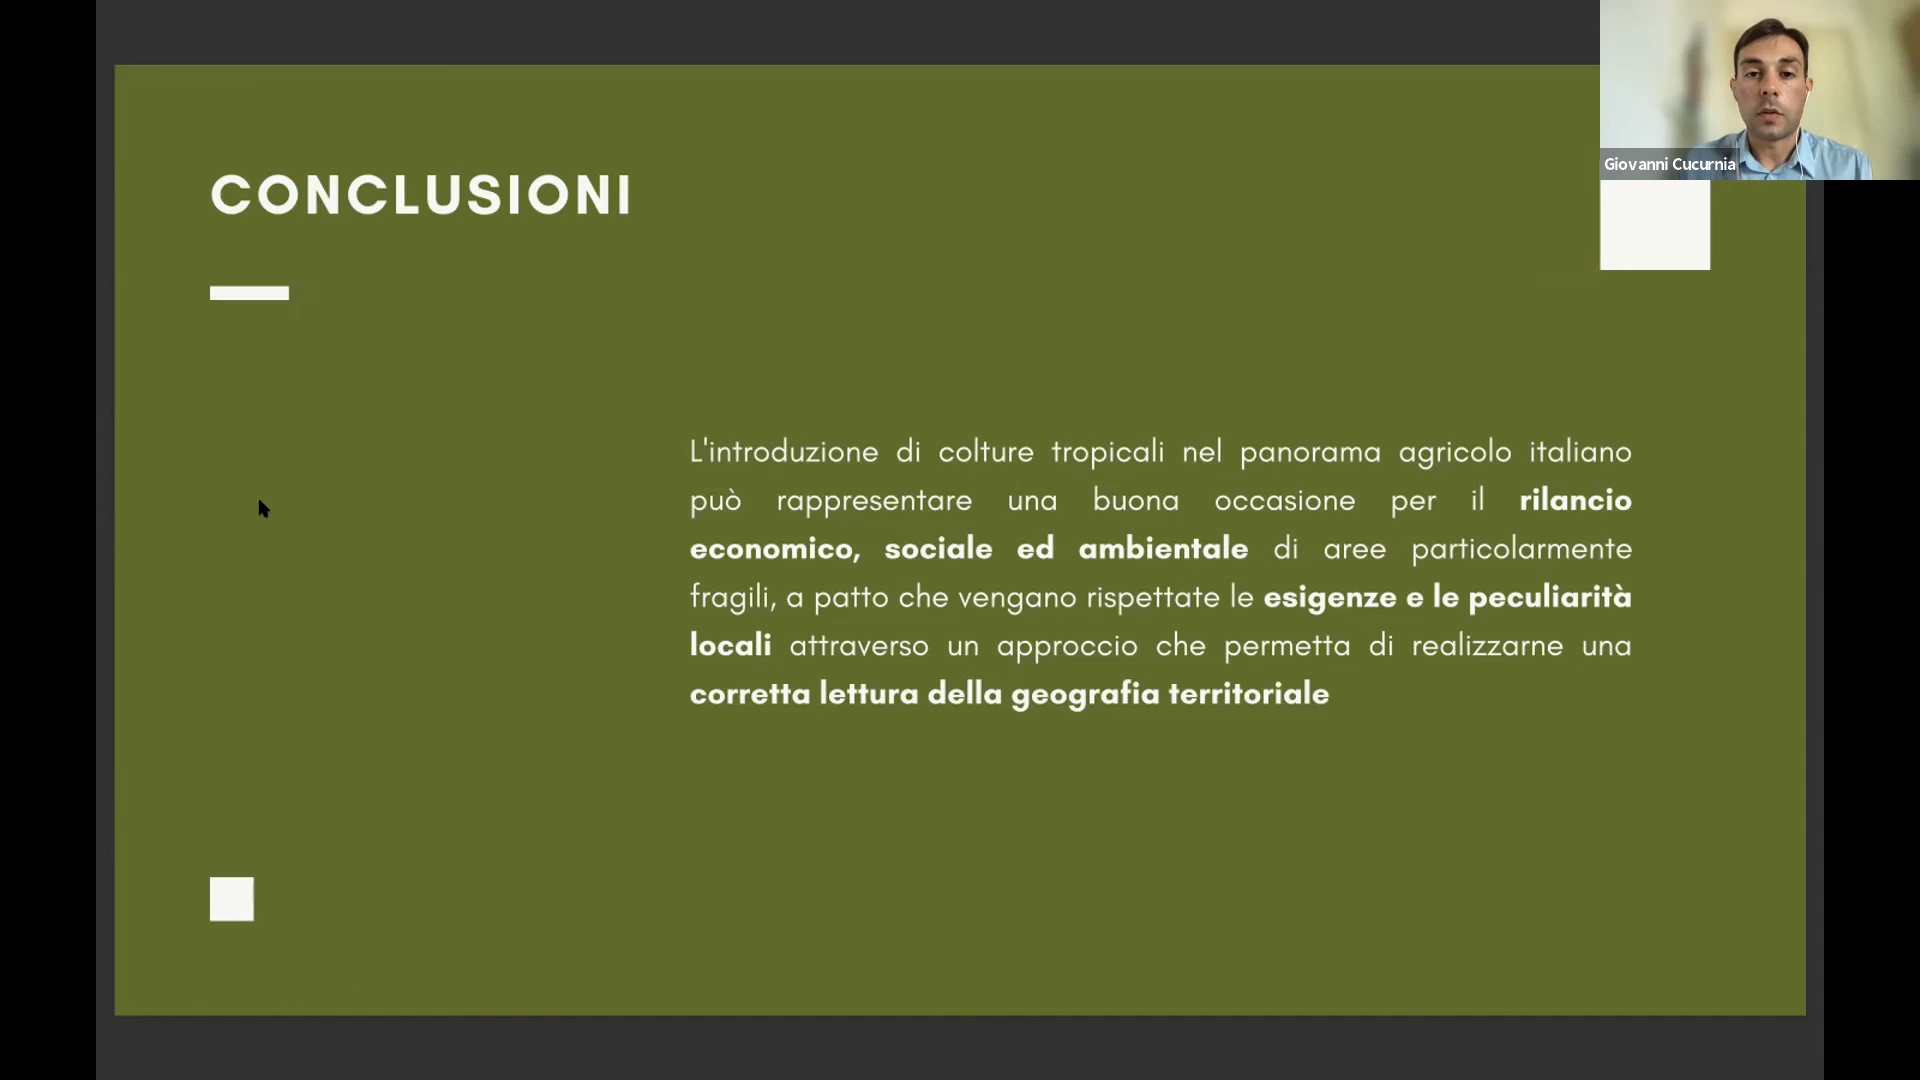 Giovanni Cucurnia
CONCLUSIONI
L'introduzione di colture tropicali nel panorama agricolo italiano
può rappresentare una buona occasione per il rilancio
economico, sociale ed ambientale di aree particolarmente
fragili, a patto che vengano rispettate le esigenze e le peculiarità
locali attraverso un approccio che permetta di realizzarne una
corretta lettura della geografia territoriale